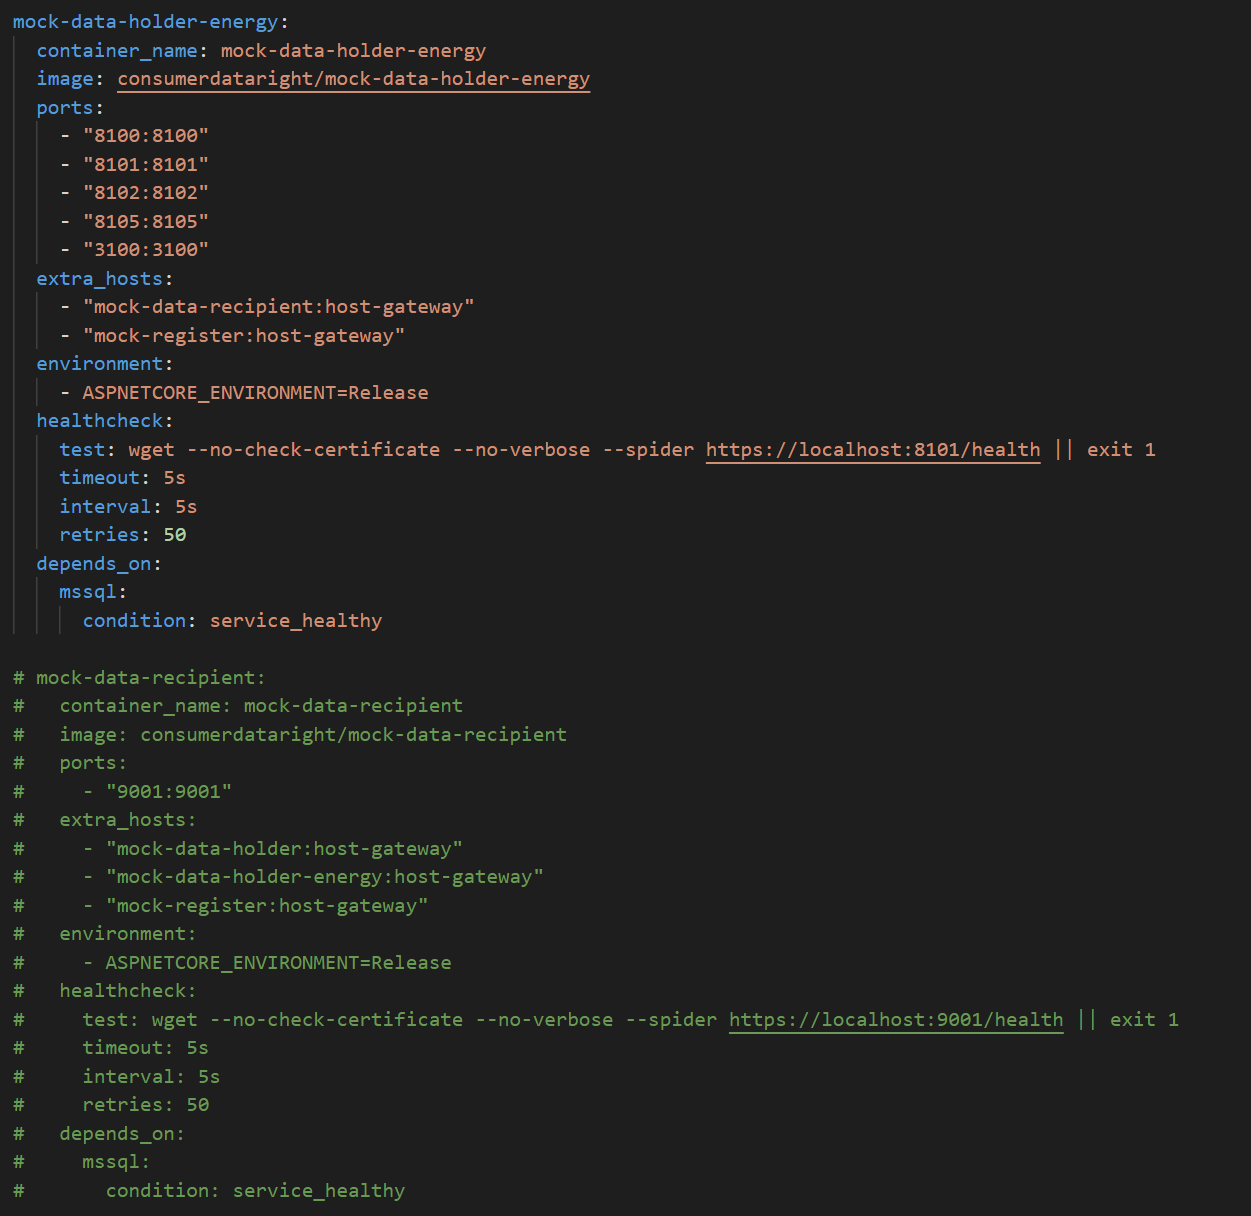 mock-data-holder-energy:
  container_name: mock-data-holder-energy
  image: consumerdataright/mock-data-holder-energy
  ports:
    - "8100:8100"
    - "8101:8101"
    - "8102:8102"
    - "8105:8105"
    - "3100:3100"
  extra_hosts:
    - "mock-data-recipient:host-gateway"
    - "mock-register:host-gateway"
  environment:
    - ASPNETCORE_ENVIRONMENT=Release
  healthcheck:
    test: wget --no-check-certificate --no-verbose --spider https://localhost:8101/health || exit 1
    timeout: 5s
    interval: 5s
    retries: 50
  depends_on:
    mssql:
      condition: service_healthy

# mock-data-recipient:
#   container_name: mock-data-recipient
#   image: consumerdataright/mock-data-recipient
#   ports:
#     - "9001:9001"
#   extra_hosts:
#     - "mock-data-holder:host-gateway"
#     - "mock-data-holder-energy:host-gateway"
#     - "mock-register:host-gateway"
#   environment:
#     - ASPNETCORE_ENVIRONMENT=Release
#   healthcheck:
#     test: wget --no-check-certificate --no-verbose --spider https://localhost:9001/health || exit 1
#     timeout: 5s
#     interval: 5s
#     retries: 50
#   depends_on:
#     mssql:
#       condition: service_healthy